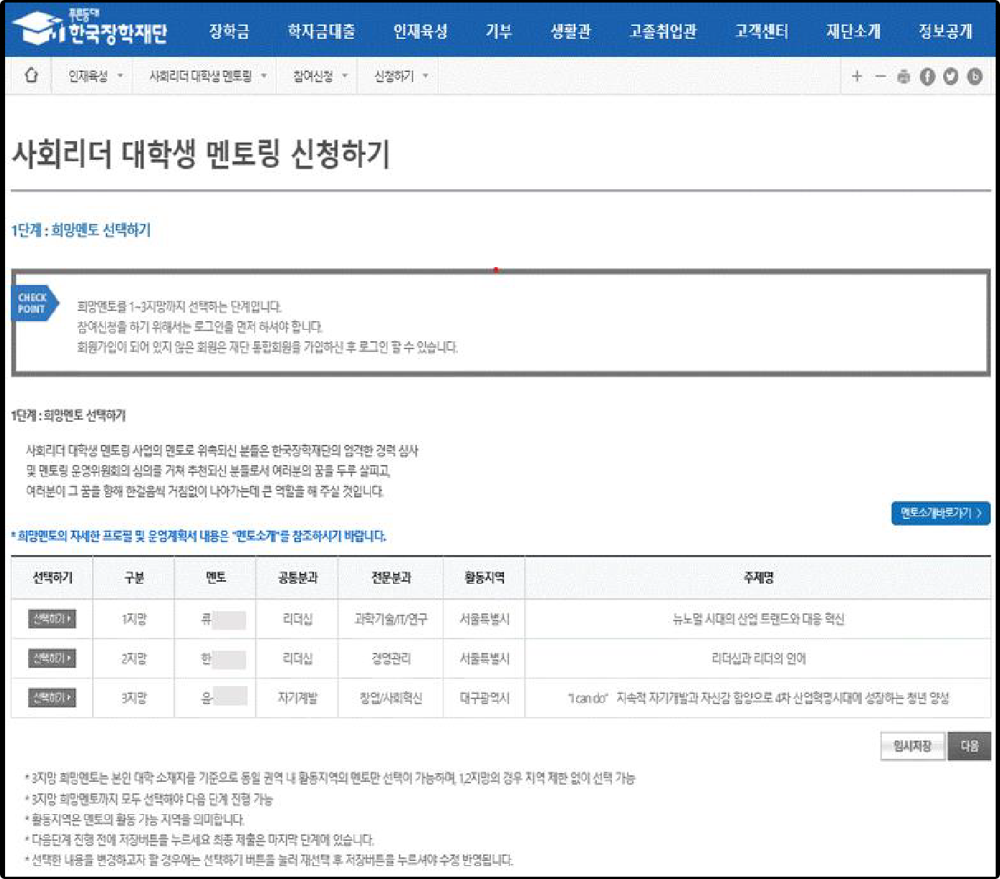 푸른등대
한국장학재단
장학금 학자금대출 인재육성 기부 생활관 고졸취업관 고객센터 재단소개 정보공개
인재육성 사회리더 대학생 멘토링 참여신청 신청하기
사회리더 대학생 멘토링 신청하기
1단계 : 희망멘토 선택하기
CHECK
POINT
희망멘토를 1~3지망까지 선택하는 단계입니다.
참여신청을 하기 위해서는 로그인을 먼저 하셔야 합니다.
회원가입이 되어 있지 않은 회원은 재단 통합회원을 가입하신 후 로그인 할 수 있습니다.
1단계 : 희망멘토 선택하기
사회리더 대학생 멘토링 사업의 멘토로 위촉되신 분들은 한국장학재단의 엄격한 경력 심사
및 멘토링 운영위원회의 심의를 거쳐 추천되신 분들로서 여러분의 꿈을 두루 살피고,
여러분이 그 꿈을 향해 한걸음씩 거침없이 나아가는데 큰 역할을 해 주실 것입니다.
멘토소개바로가기 >
* 희망멘토의 자세한 프로필 및 운영계획서 내용은 "멘토소개"를 참조하시기 바랍니다.
선택하기 구분 멘토 공통분과 전문분과 활동지역 주제명
선택하기 1지망 류 리더십 과학기술/IT/연구 서울특별시 뉴노멀 시대의 산업 트랜드와 대응 혁신
선택하기 2지망 한 리더십 경영관리 서울특별시 리더십과 리더의 언어
선택하기 3지망 윤 자기계발 창업/사회혁신 대구광역시 "I can do" 지속적 자기개발과 자신감 함양으로 4차 산업혁명시대에 성장하는 청년 양성
임시저장 다음
* 3지망 희망멘토는 본인 대학 소재지를 기준으로 동일 권역 내 활동지역의 멘토만 선택이 가능하며, 1,2지망의 경우 지역 제한 없이 선택 가능
* 3지망 희망멘토까지 모두 선택해야 다음 단계 진행 가능
* 활동지역은 멘토의 활동 가능 지역을 의미합니다.
* 다음단계 진행 전에 저장버튼을 누르세요 최종 제출은 마지막 단계에 있습니다.
* 선택한 내용을 변경하고자 할 경우에는 선택하기 버튼을 눌러 재선택 후 저장버튼을 누르셔야 수정 반영됩니다.